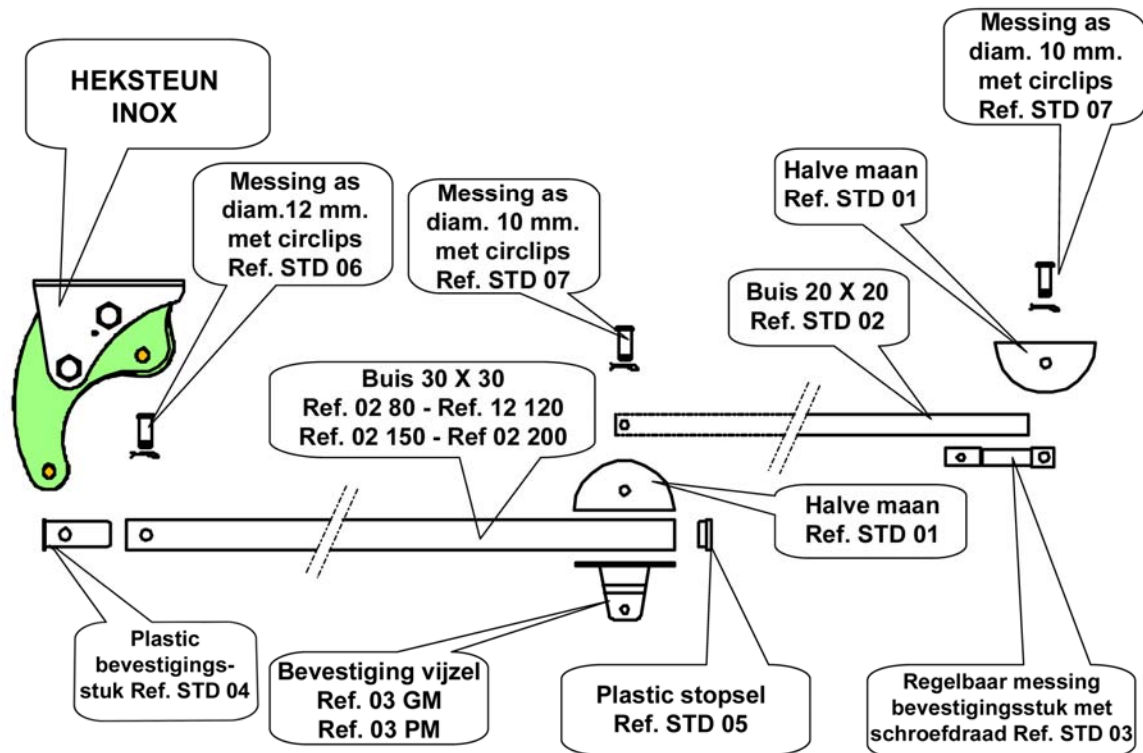 HEKSTEUN
INOX
Messing as
diam.12 mm.
met circlips
Ref. STD 06
Messing as
diam. 10 mm.
met circlips
Ref. STD 07
Messing as
diam. 10 mm.
met circlips
Ref. STD 07
Halve maan
Ref. STD 01
Buis 20 X 20
Ref. STD 02
Buis 30 X 30
Ref. 02 80 - Ref. 12 120
Ref. 02 150 - Ref 02 200
Halve maan
Ref. STD 01
Plastic
bevestigings-
stuk Ref. STD 04
Bevestiging vijzel
Ref. 03 GM
Ref. 03 PM
Plastic stopsel
Ref. STD 05
Regelbaar messing
bevestigingsstuk met
schroefdraad Ref. STD 03